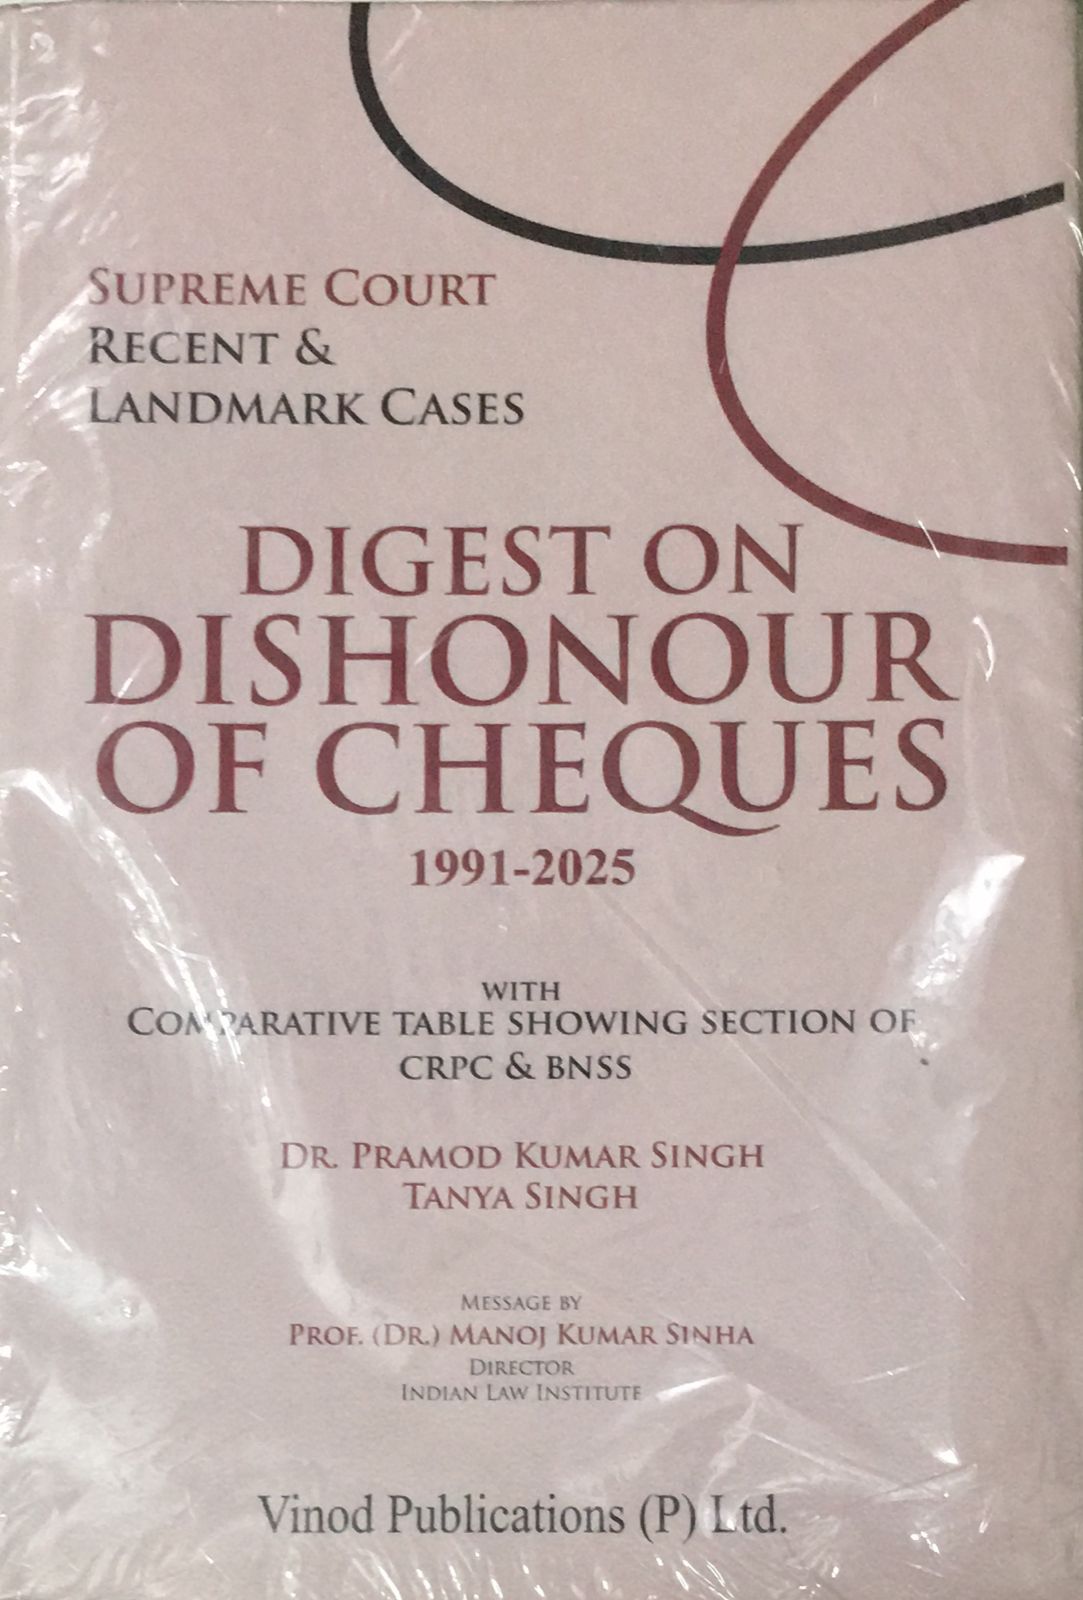 SUPREME COURT
RECENT &
LANDMARK CASES
DIGEST ON
DISHONOUR
OF CHEQUES
1991-2025
WITH
COMPARATIVE TABLE SHOWING SECTION OF
CRPC & BNSS
DR. PRAMOD KUMAR SINGH
TANYA SINGH
MESSAGE BY
PROF. (DR.) MANOJ KUMAR SINHA
DIRECTOR
INDIAN LAW INSTITUTE
Vinod Publications (P) Ltd.